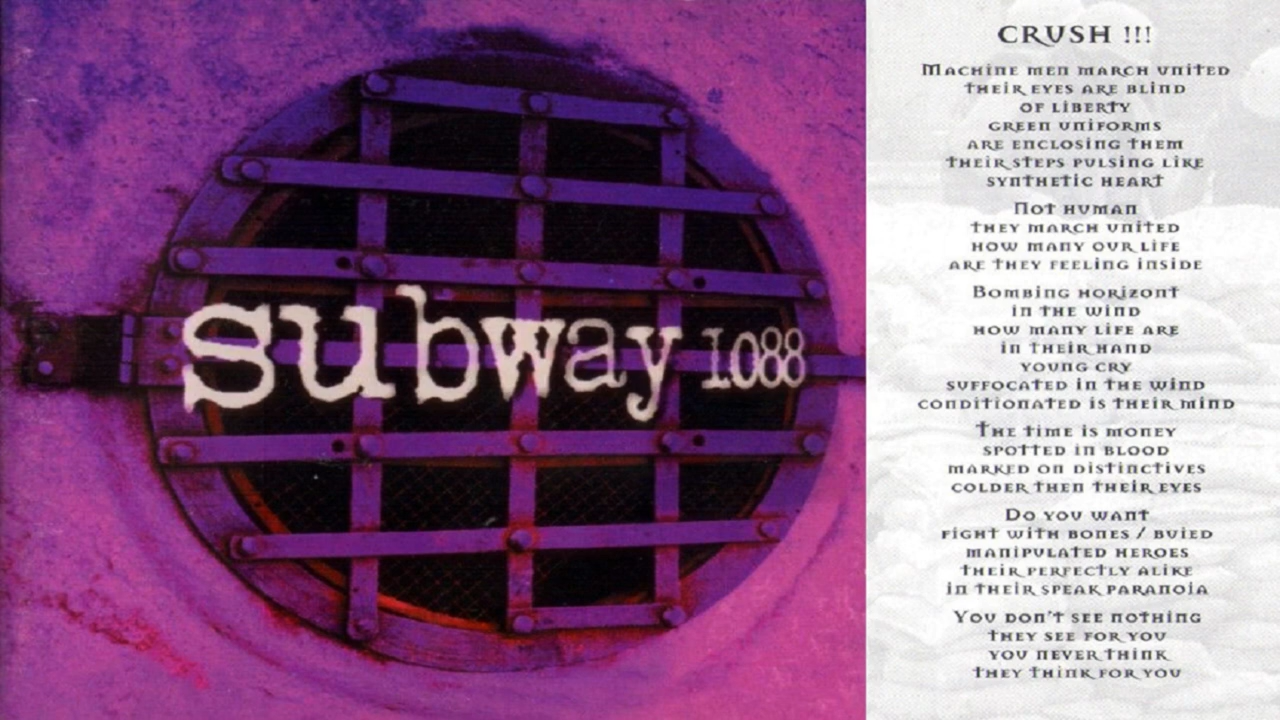 subway 1088
CRUSH !!!
Machine men march united
their eyes are blind
of liberty
green uniforms
are enclosing them
their steps pulsing like
synthetic heart
Not human
they march united
how many our life
are they feeling inside
Bombing horizont
in the wind
how many life are
in their hand
young cry
suffocated in the wind
conditionated is their mind
The time is money
spotted in blood
marked on distinctives
colder then their eyes
Do you want
fight with bones / buied
manipulated heroes
their perfectly alike
in their speak paranoia
You don't see nothing
they see for you
you never think
they think for you